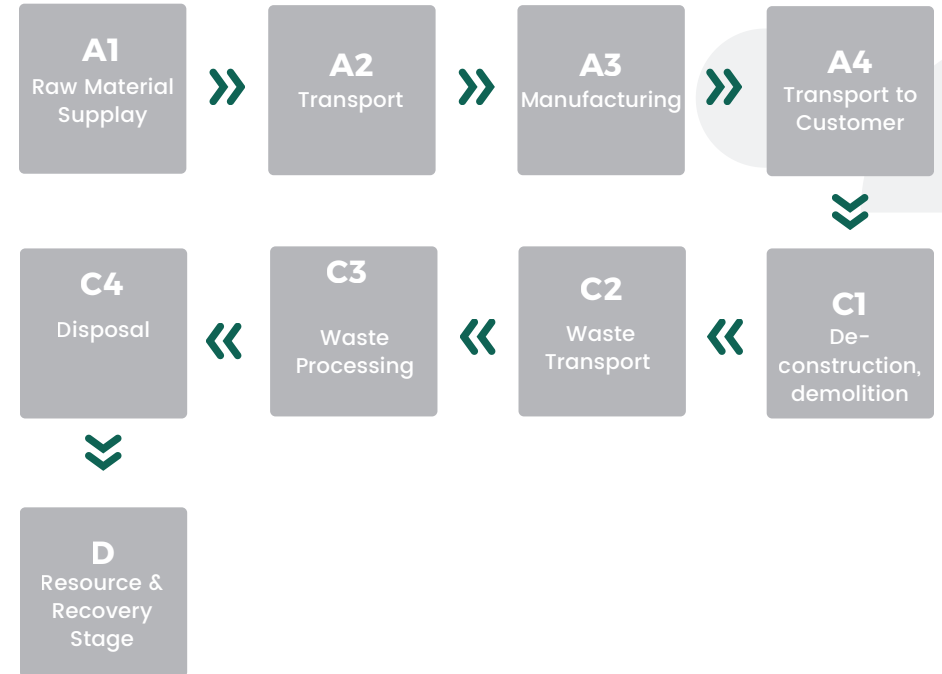 A1
Raw Material
Supplay
A2
Transport
A3
Manufacturing
A4
Transport to
Customer
C4
Disposal
C3
Waste
Processing
C2
Waste
Transport
C1
De-
construction,
demolition
D
Resource &
Recovery
Stage